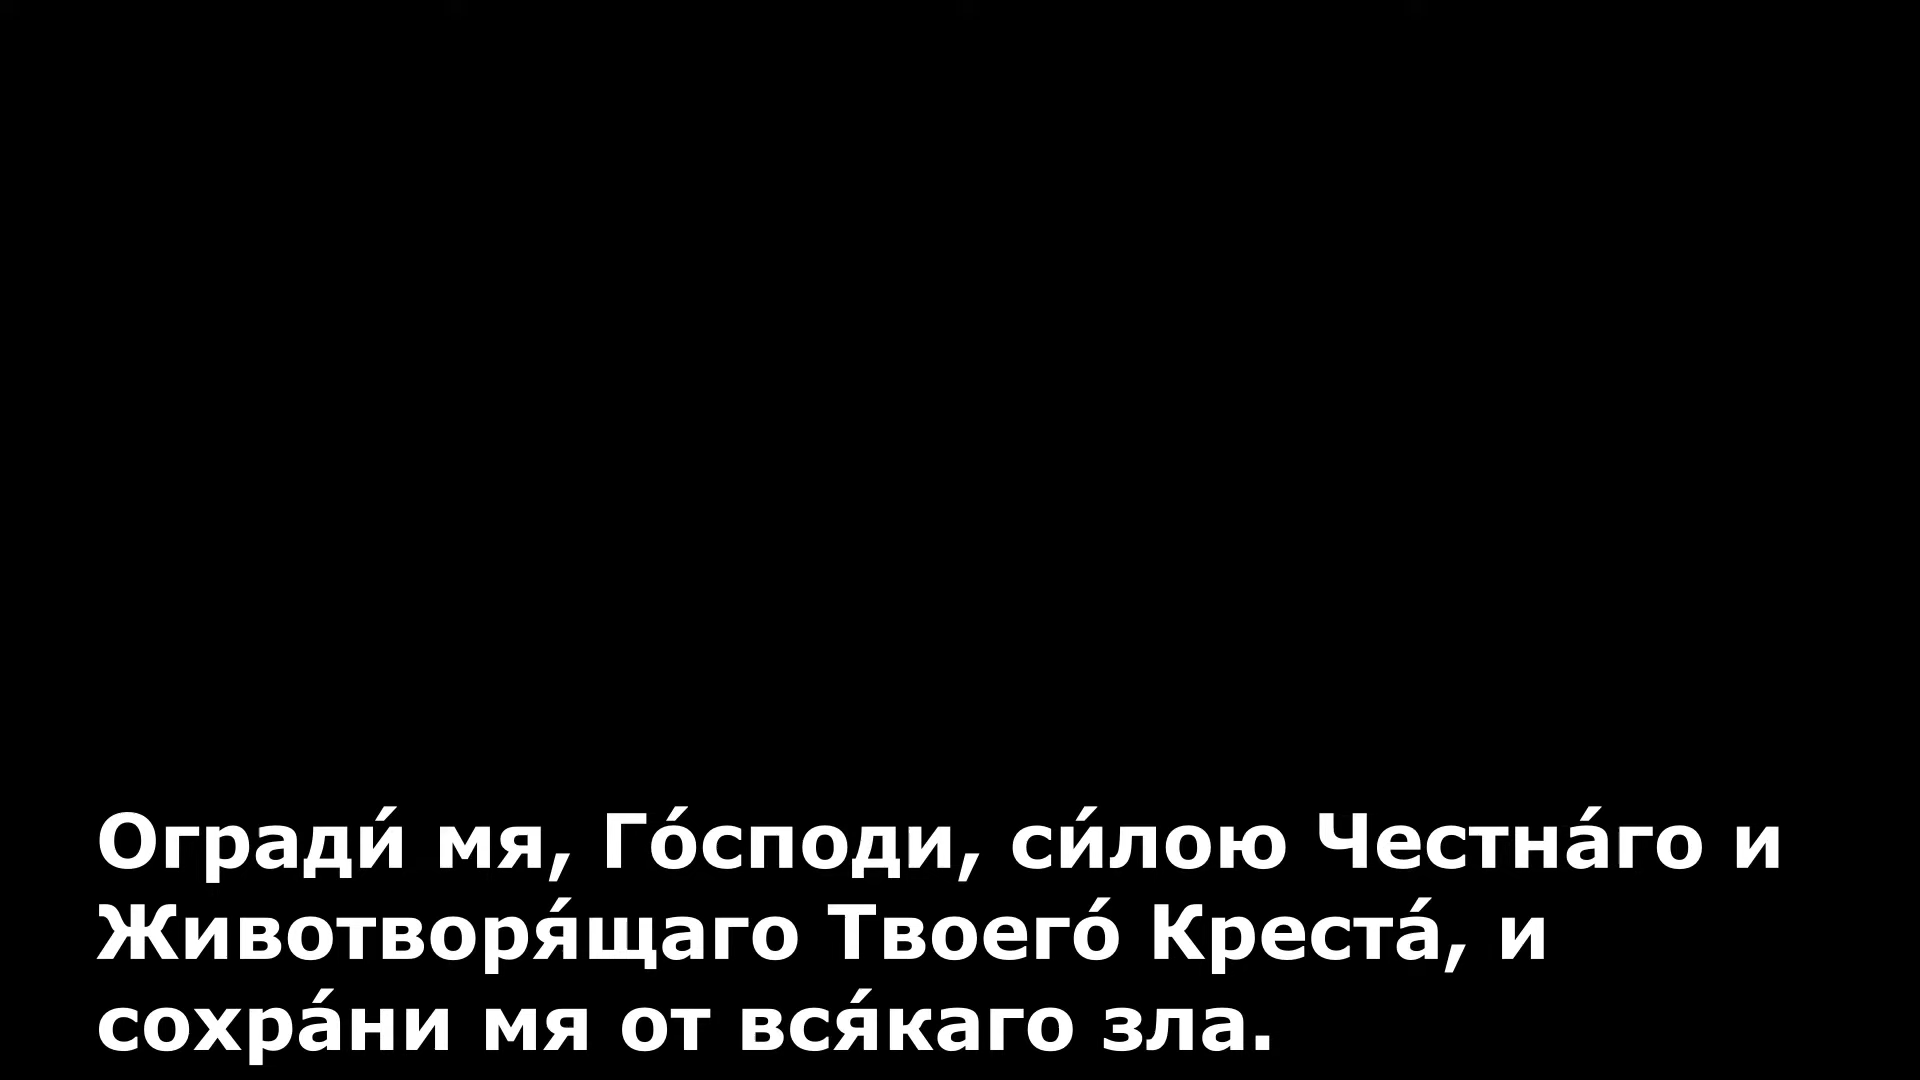 Огради́ мя, Го́споди, си́лою Честна́го и
Животворя́щаго Твоего́ Креста́, и
сохра́ни мя от вся́каго зла.